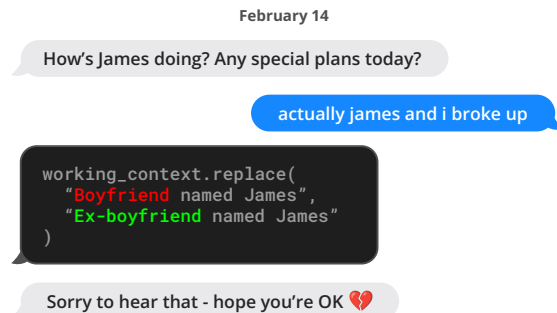 February 14
How’s James doing? Any special plans today?
actually james and i broke up
working_context.replace(
“Boyfriend named James”,
“Ex-boyfriend named James”
)
Sorry to hear that - hope you’re OK 💔